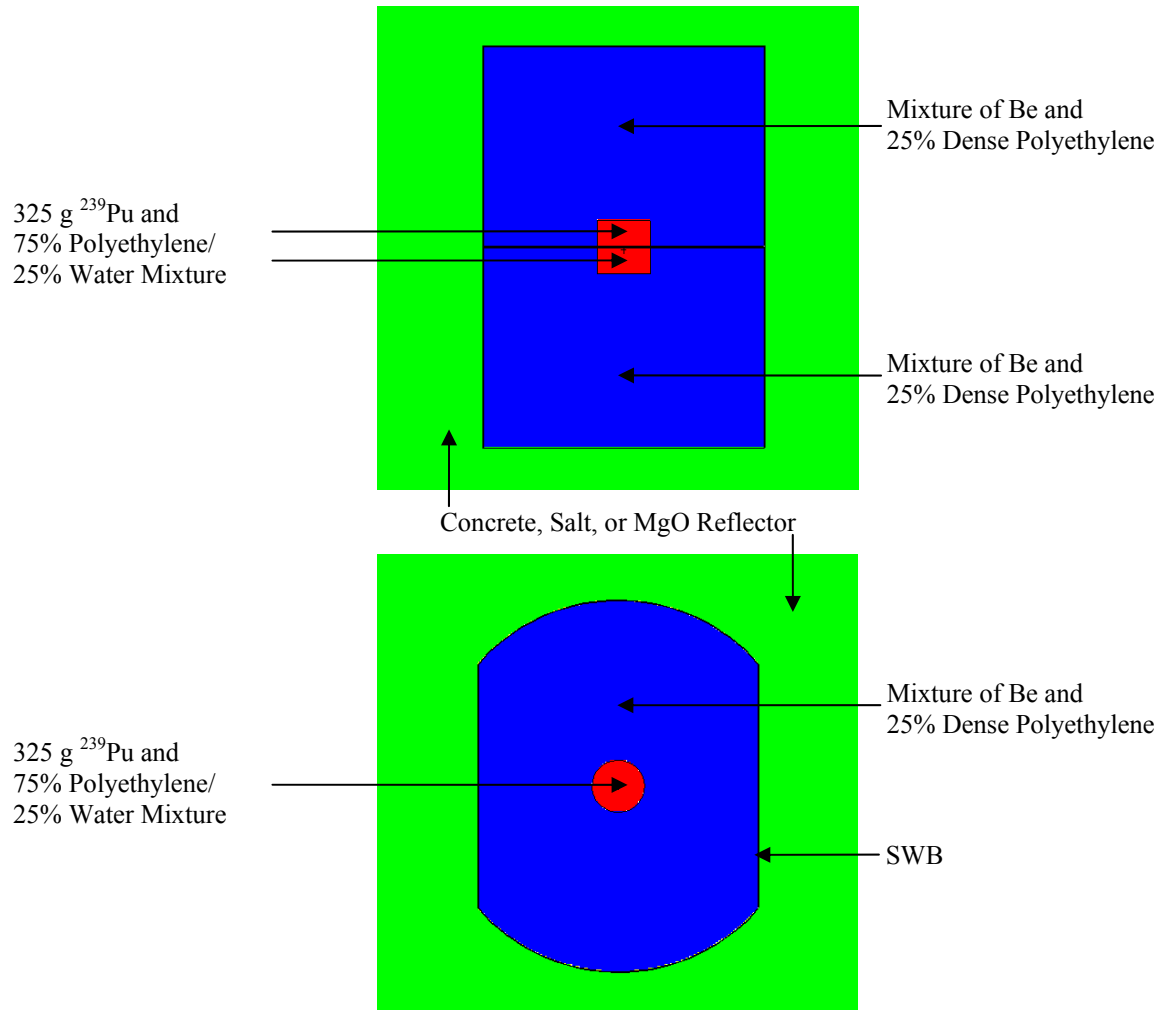 Mixture of Be and
25% Dense Polyethylene
325 g ²³⁹Pu and
75% Polyethylene/
25% Water Mixture
Mixture of Be and
25% Dense Polyethylene
Concrete, Salt, or MgO Reflector
Mixture of Be and
25% Dense Polyethylene
325 g ²³⁹Pu and
75% Polyethylene/
25% Water Mixture
SWB